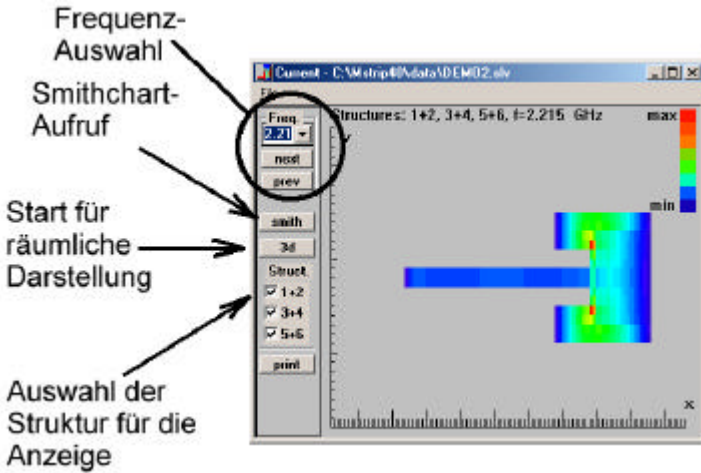 Frequenz-
Auswahl
Smithchart-
Aufruf
Start für
räumliche
Darstellung
Auswahl der
Struktur für die
Anzeige
Current - C:\Mstrip40\data\DEMO2.slv
File
Freq.
2.21
next
prev
smith
3d
Struct.
1+2
3+4
5+6
print
Structures: 1+2, 3+4, 5+6, f=2.215 GHz
max
min
y
x